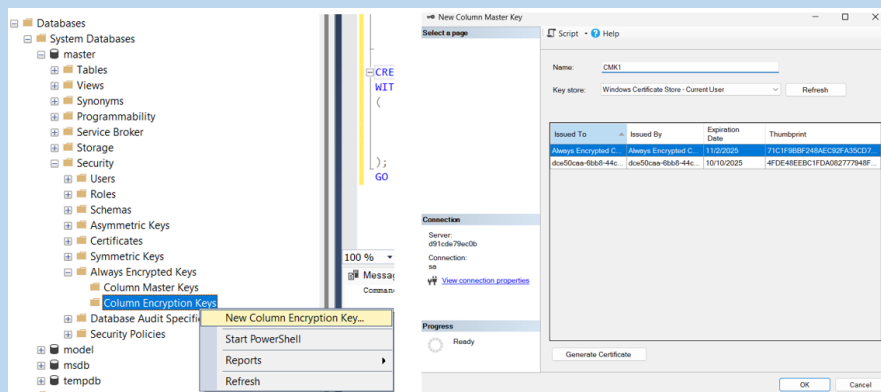 Databases
System Databases
master
Tables
Views
Synonyms
Programmability
Service Broker
Storage
Security
Users
Roles
Schemas
Asymmetric Keys
Certificates
Symmetric Keys
Always Encrypted Keys
Column Master Keys
Column Encryption Keys
Database Audit Specifi
Security Policies
model
msdb
tempdb
New Column Encryption Key...
Start PowerShell
Reports
Refresh
CRE
WIT
(
);
GO
100 %
Messag
Comman
New Column Master Key
Select a page
Script
Help
Name: CMK1
Key store: Windows Certificate Store - Current User
Refresh
Issued To Issued By Expiration Date Thumbprint
Always Encrypted C... Always Encrypted C... 11/2/2025 71C1F9BBF248AEC92FA35CD7...
dce50caa-6bb8-44c... dce50caa-6bb8-44c... 10/10/2025 4FDE48EEBC1FDA082777948F...
Connection
Server:
d91cde79ec0b
Connection:
sa
View connection properties
Progress
Ready
Generate Certificate
OK
Cancel